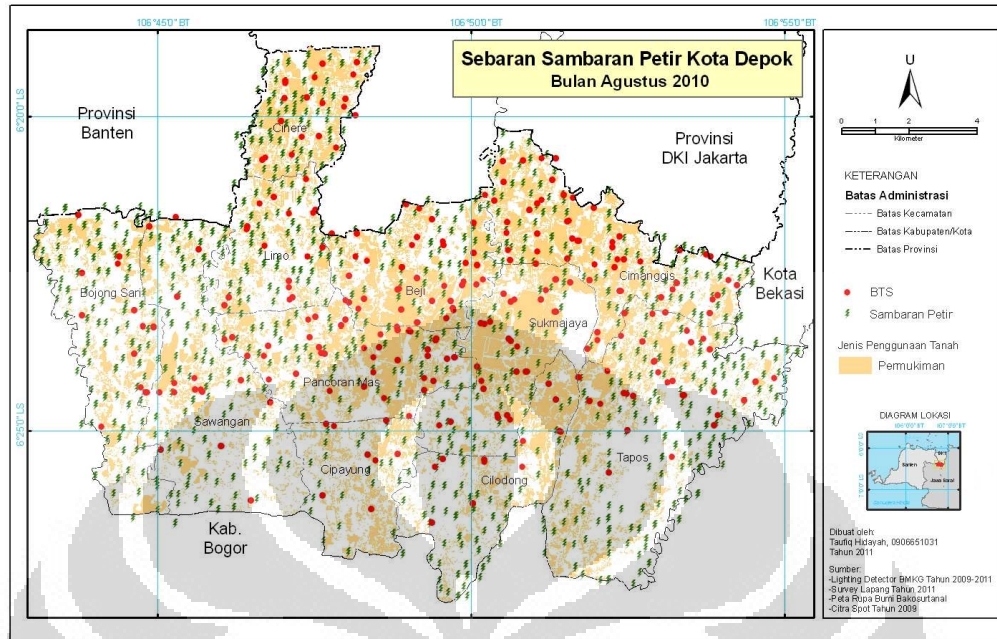 106°45'0" BT
106°50'0" BT
106°55'0" BT
Sebaran Sambaran Petir Kota Depok
Bulan Agustus 2010
6°20'0" LS
6°25'0" LS
Provinsi
Banten
Provinsi
DKI Jakarta
Kota
Bekasi
Kab.
Bogor
Cinere
Limo
Bojong Sari
Beji
Cimanggis
Sukmajaya
Pancoran Mas
Sawangan
Cipayung
Cilodong
Tapos
U
0 1 2 4
Kilometer
KETERANGAN
Batas Administrasi
Batas Kecamatan
Batas Kabupaten/Kota
Batas Provinsi
BTS
Sambaran Petir
Jenis Penggunaan Tanah
Permukiman
DIAGRAM LOKASI
Banten
Jawa Barat
Dibuat oleh:
Taufiq Hidayah, 0906651031
Tahun 2011
Sumber:
-Lighting Detector BMKG Tahun 2009-2011
-Survey Lapang Tahun 2011
-Peta Rupa Bumi Bakosurtanal
-Citra Spot Tahun 2009